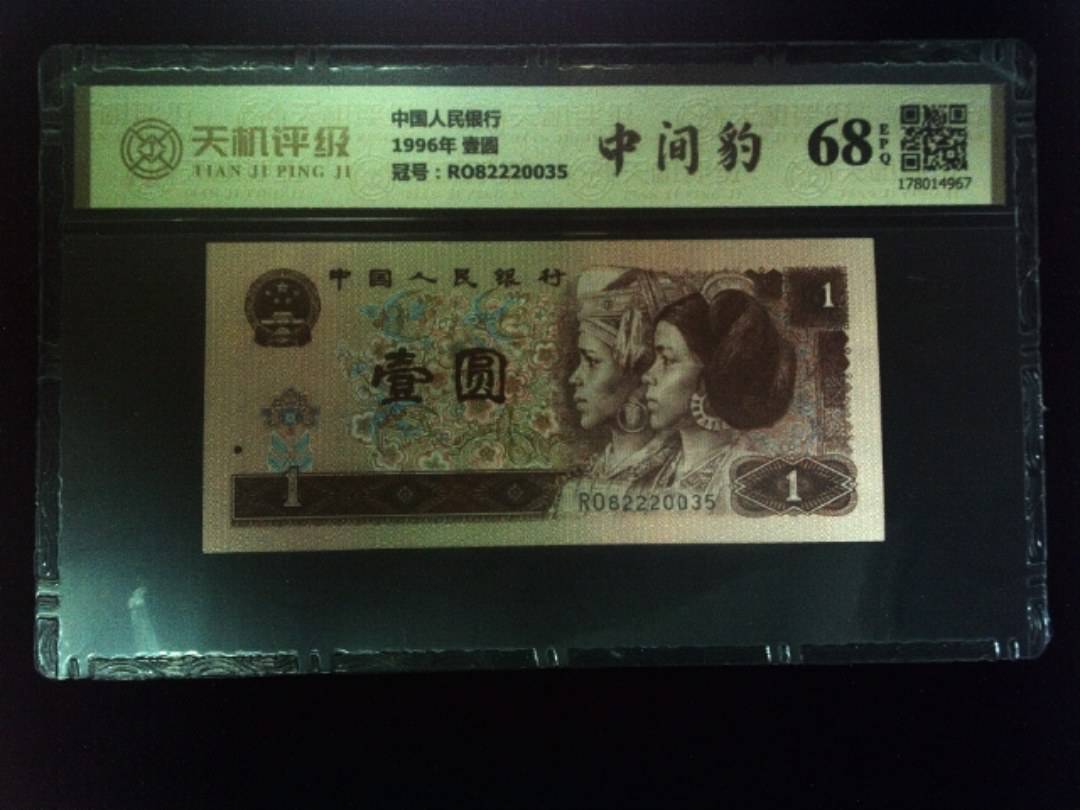 天机评级
TIAN JI PING JI
中国人民银行
1996年 壹圆
冠号：RO82220035
中间豹
68
EPQ
178014967
中国人民银行
1
壹圆
1
RO82220035
1